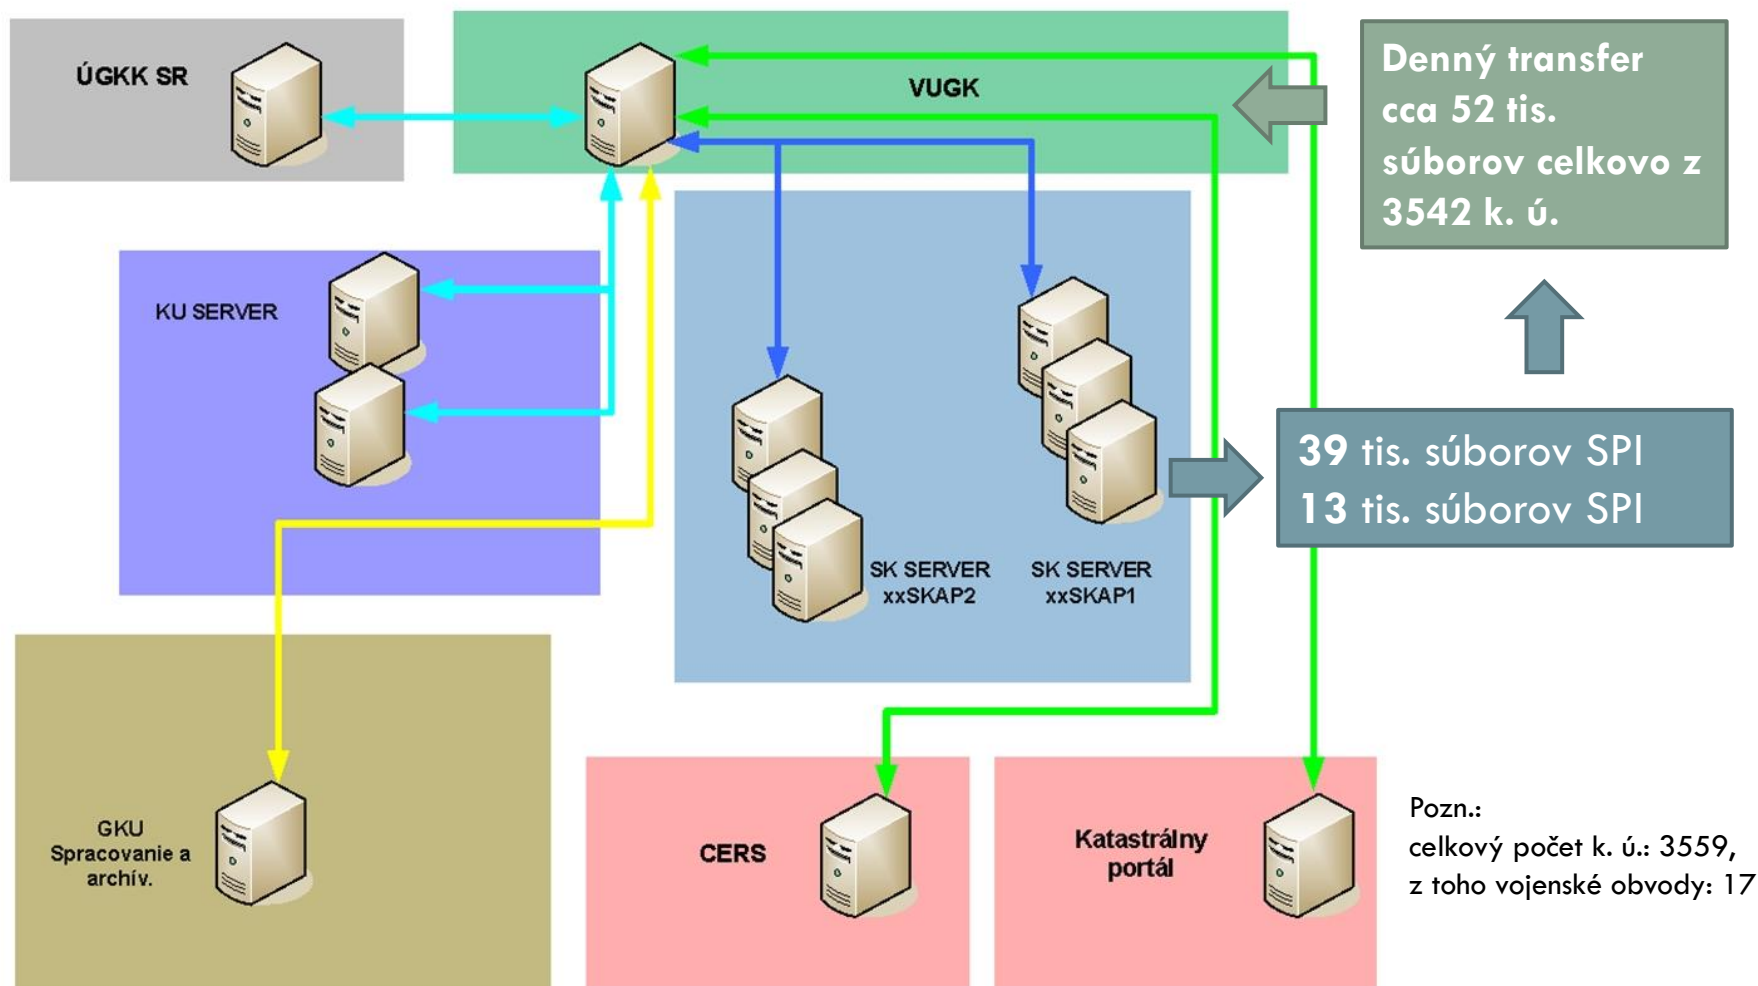 ÚGKK SR
VUGK
Denný transfer
cca 52 tis.
súborov celkovo z
3542 k. ú.
KU SERVER
39 tis. súborov SPI
13 tis. súborov SPI
SK SERVER
xxSKAP2
SK SERVER
xxSKAP1
GKU
Spracovanie a
archív.
CERS
Katastrálny
portál
Pozn.:
celkový počet k. ú.: 3559,
z toho vojenské obvody: 17